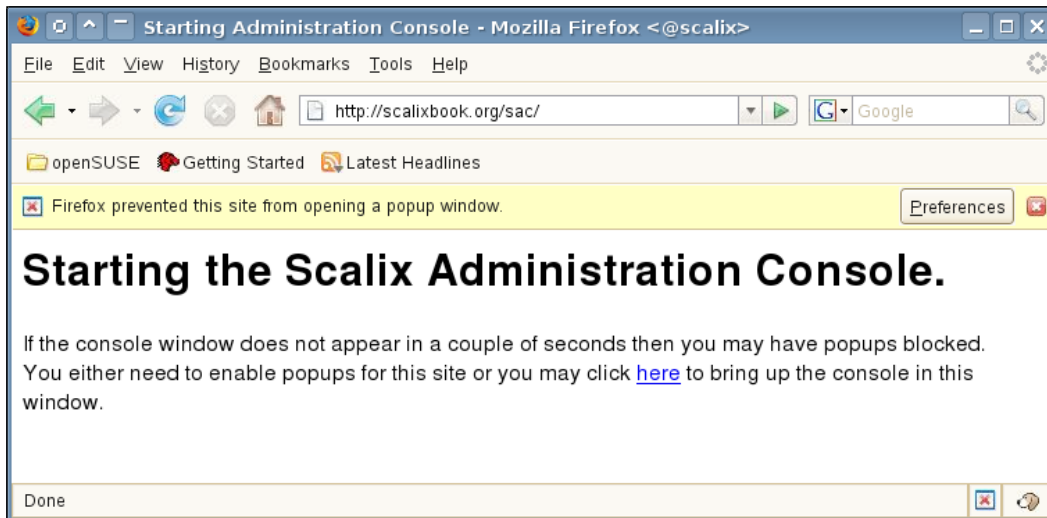 Starting Administration Console - Mozilla Firefox <@scalix>
File Edit View History Bookmarks Tools Help
http://scalixbook.org/sac/ G Google
openSUSE Getting Started Latest Headlines
Firefox prevented this site from opening a popup window. Preferences
Starting the Scalix Administration Console.
If the console window does not appear in a couple of seconds then you may have popups blocked.
You either need to enable popups for this site or you may click here to bring up the console in this
window.
Done